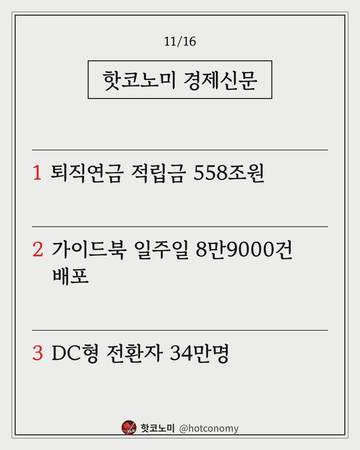 11/16
핫코노미 경제신문
1 퇴직연금 적립금 558조원
2 가이드북 일주일 8만9000건
배포
3 DC형 전환자 34만명
핫코노미 @hotconomy